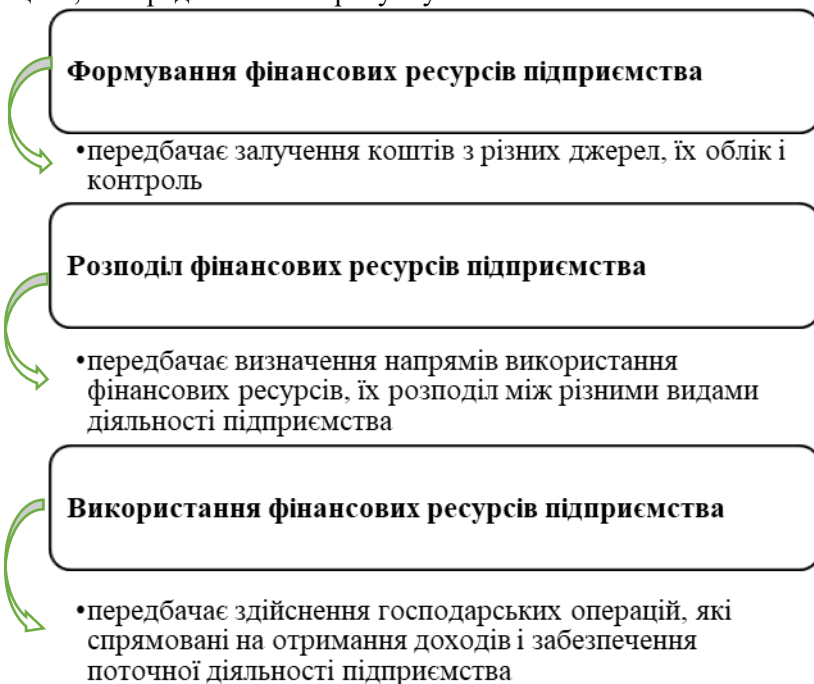 Формування фінансових ресурсів підприємства
•передбачає залучення коштів з різних джерел, їх облік і
контроль
Розподіл фінансових ресурсів підприємства
•передбачає визначення напрямів використання
фінансових ресурсів, їх розподіл між різними видами
діяльності підприємства
Використання фінансових ресурсів підприємства
•передбачає здійснення господарських операцій, які
спрямовані на отримання доходів і забезпечення
поточної діяльності підприємства